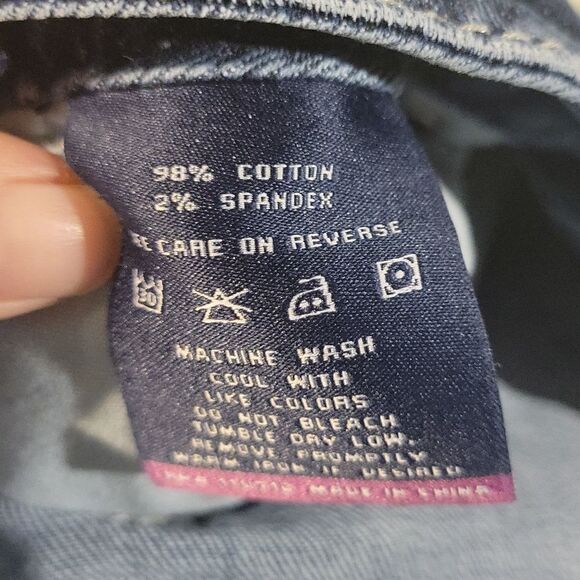 98% COTTON
2% SPANDEX
CARE ON REVERSE
30
MACHINE WASH
COOL WITH
LIKE COLORS
DO NOT BLEACH
TUMBLE DRY LOW.
REMOVE PROMPTLY
WARM IRON IF DESIRED
MADE IN CHINA